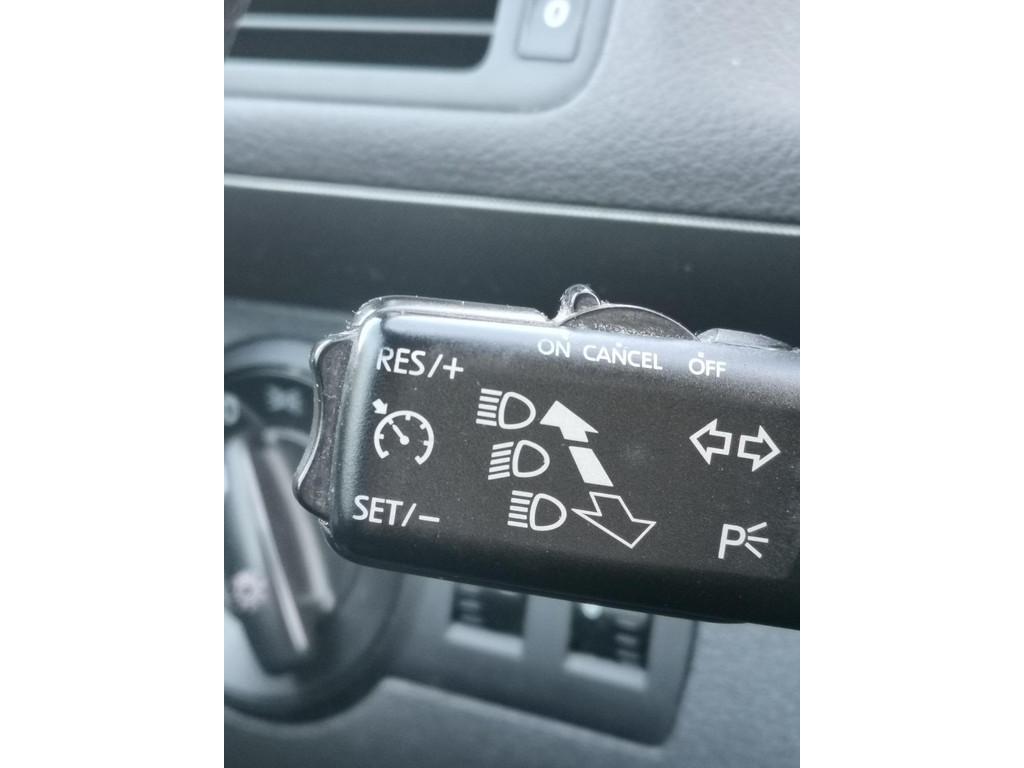 ON CANCEL OFF
RES/+
SET/-
P